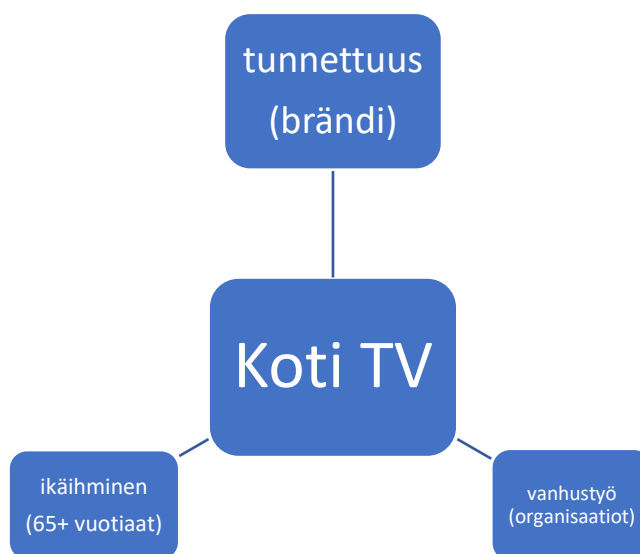 tunnettuus
(brändi)
Koti TV
ikäihminen
(65+ vuotiaat)
vanhustyö
(organisaatiot)